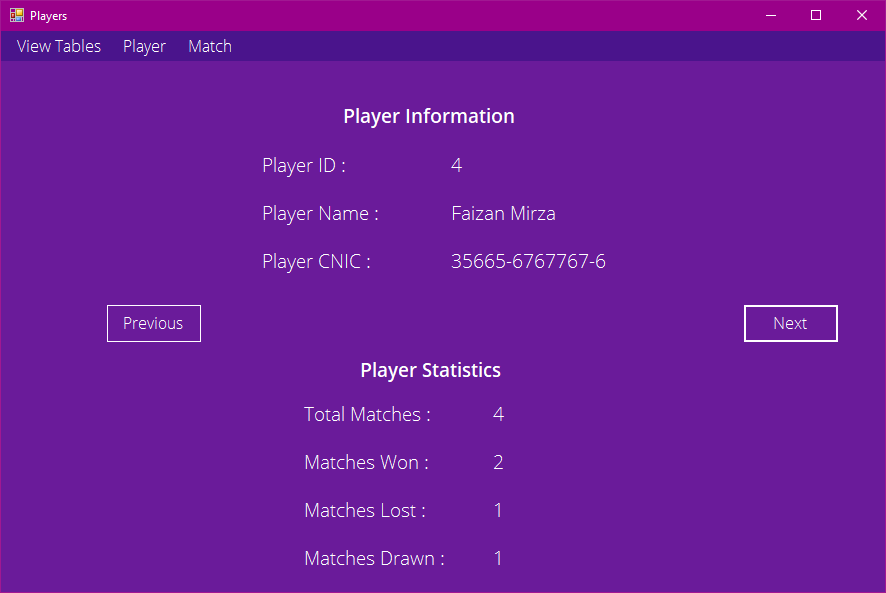 Players
View Tables Player Match
Player Information
Player ID : 4
Player Name : Faizan Mirza
Player CNIC : 35665-6767767-6
Previous Next
Player Statistics
Total Matches : 4
Matches Won : 2
Matches Lost : 1
Matches Drawn : 1